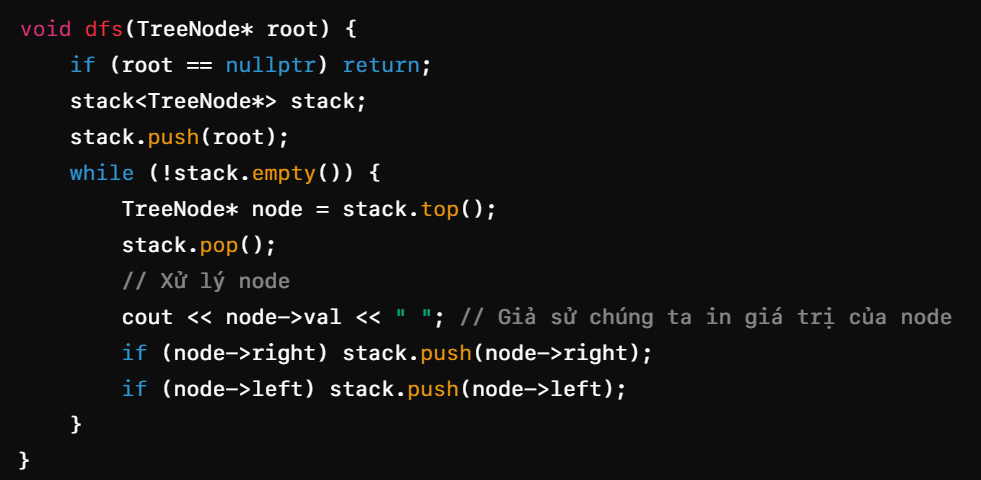 void dfs(TreeNode* root) {
    if (root == nullptr) return;
    stack<TreeNode*> stack;
    stack.push(root);
    while (!stack.empty()) {
        TreeNode* node = stack.top();
        stack.pop();
        // Xử lý node
        cout << node->val << " "; // Giả sử chúng ta in giá trị của node
        if (node->right) stack.push(node->right);
        if (node->left) stack.push(node->left);
    }
}